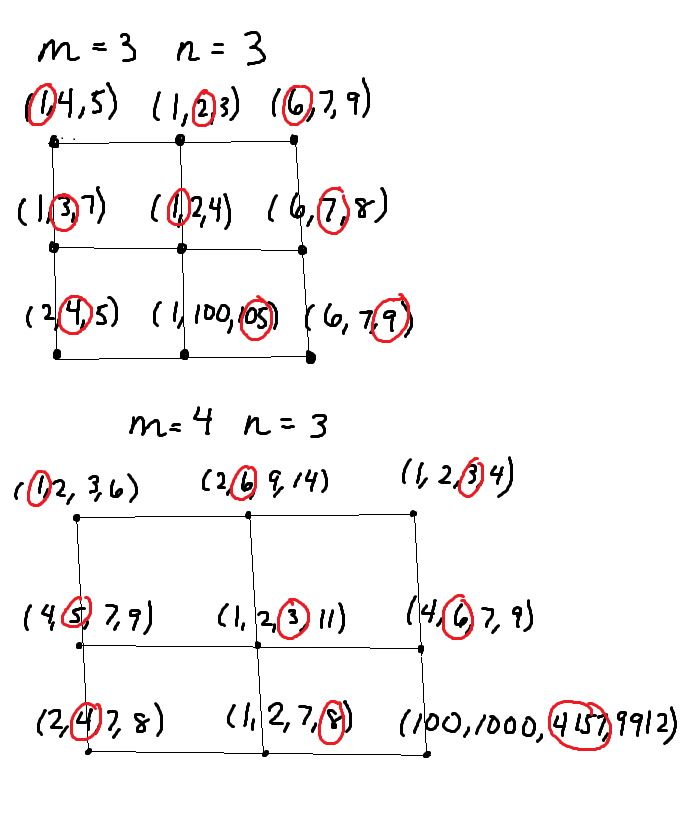 m = 3 n = 3
(1,4,5) (1,2,3) (6,7,9)
(1,3,7) (1,2,4) (6,7,8)
(2,4,5) (1,100,105) (6,7,9)
m = 4 n = 3
(1,2,3,6) (2,6,9,14) (1,2,3,4)
(4,5,7,9) (1,2,3,11) (4,6,7,9)
(2,4,7,8) (1,2,7,8) (100,1000,4157,9912)